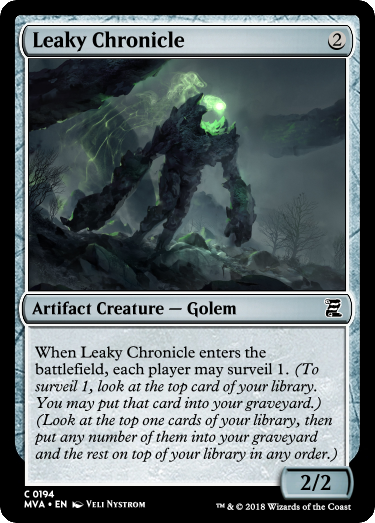 Leaky Chronicle 2
Artifact Creature — Golem
When Leaky Chronicle enters the
battlefield, each player may surveil 1. (To
surveil 1, look at the top card of your library.
You may put that card into your graveyard.)
(Look at the top one cards of your library, then
put any number of them into your graveyard
and the rest on top of your library in any order.)
2/2
C 0194
MVA • EN Veli Nystrom
™ & © 2018 Wizards of the Coast